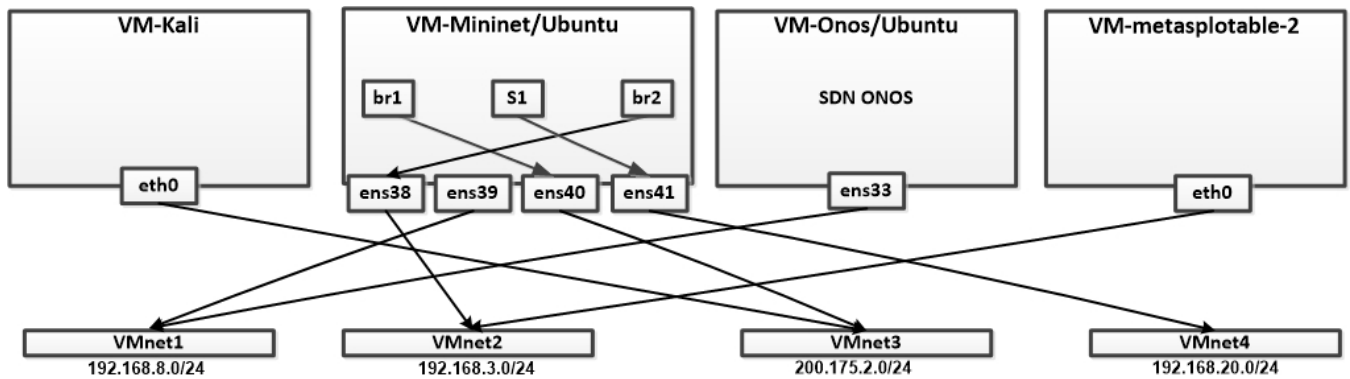 VM-Kali
VM-Mininet/Ubuntu
VM-Onos/Ubuntu
VM-metasplotable-2
br1
S1
br2
SDN ONOS
eth0
ens38
ens39
ens40
ens41
ens33
eth0
VMnet1
VMnet2
VMnet3
VMnet4
192.168.8.0/24
192.168.3.0/24
200.175.2.0/24
192.168.20.0/24